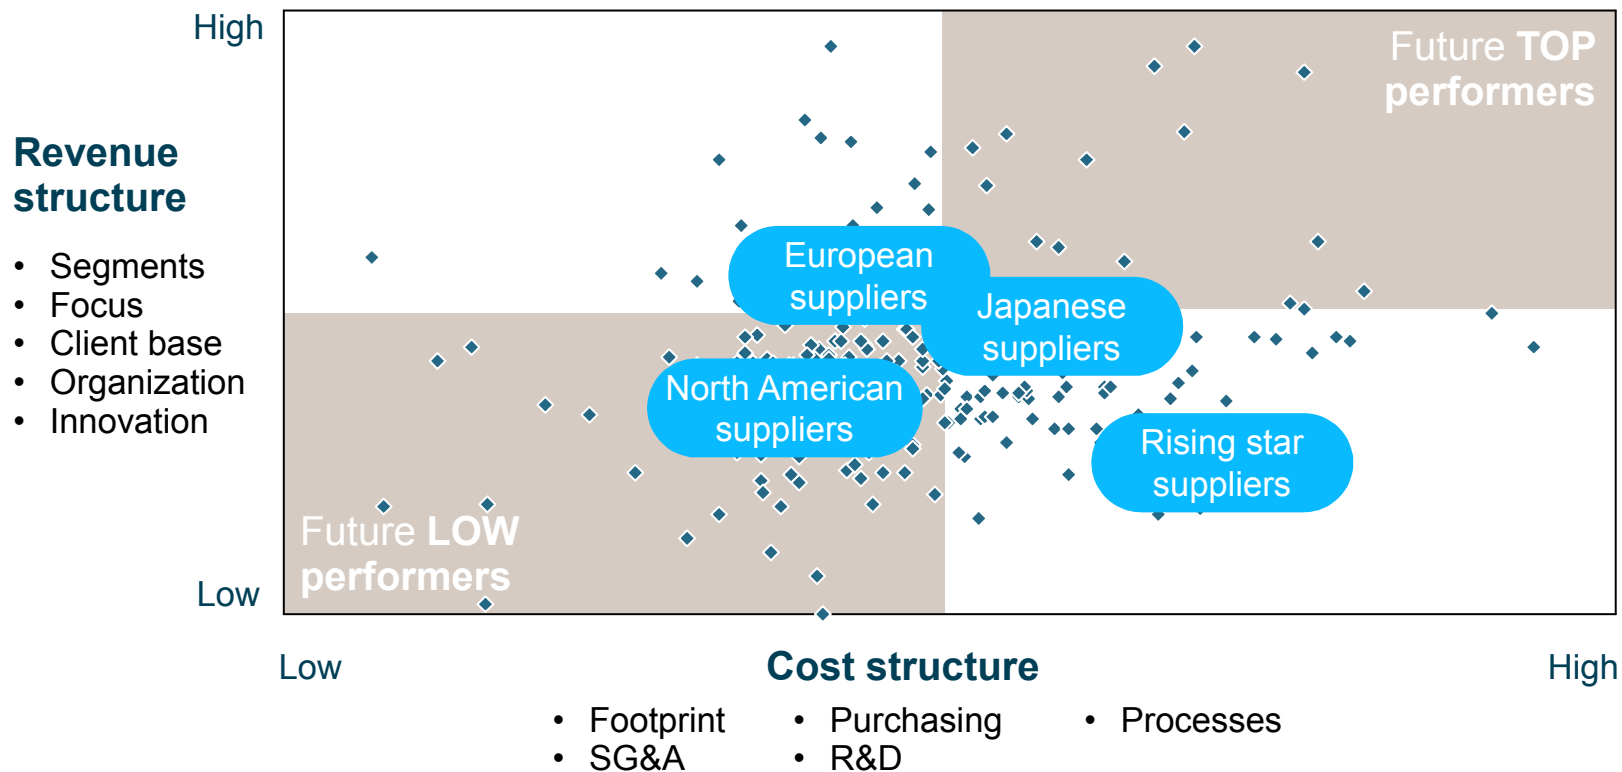 High
Future TOP
performers
Revenue
structure
• Segments
• Focus
• Client base
• Organization
• Innovation
European
suppliers
Japanese
suppliers
North American
suppliers
Rising star
suppliers
Future LOW
performers
Low
Low
Cost structure
High
• Footprint
• Purchasing
• Processes
• SG&A
• R&D